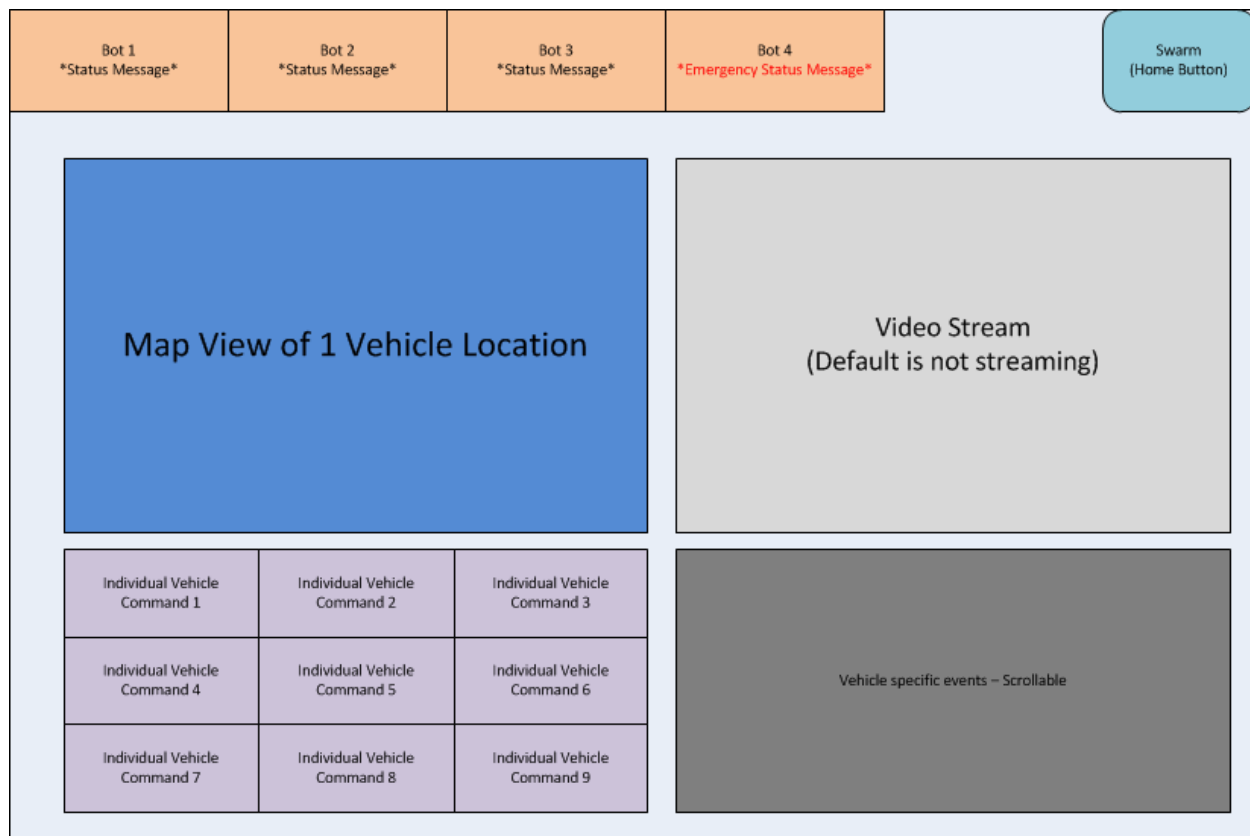 Bot 1
*Status Message*
Bot 2
*Status Message*
Bot 3
*Status Message*
Bot 4
*Emergency Status Message*
Swarm
(Home Button)
Map View of 1 Vehicle Location
Video Stream
(Default is not streaming)
Individual Vehicle
Command 1
Individual Vehicle
Command 2
Individual Vehicle
Command 3
Individual Vehicle
Command 4
Individual Vehicle
Command 5
Individual Vehicle
Command 6
Individual Vehicle
Command 7
Individual Vehicle
Command 8
Individual Vehicle
Command 9
Vehicle specific events – Scrollable